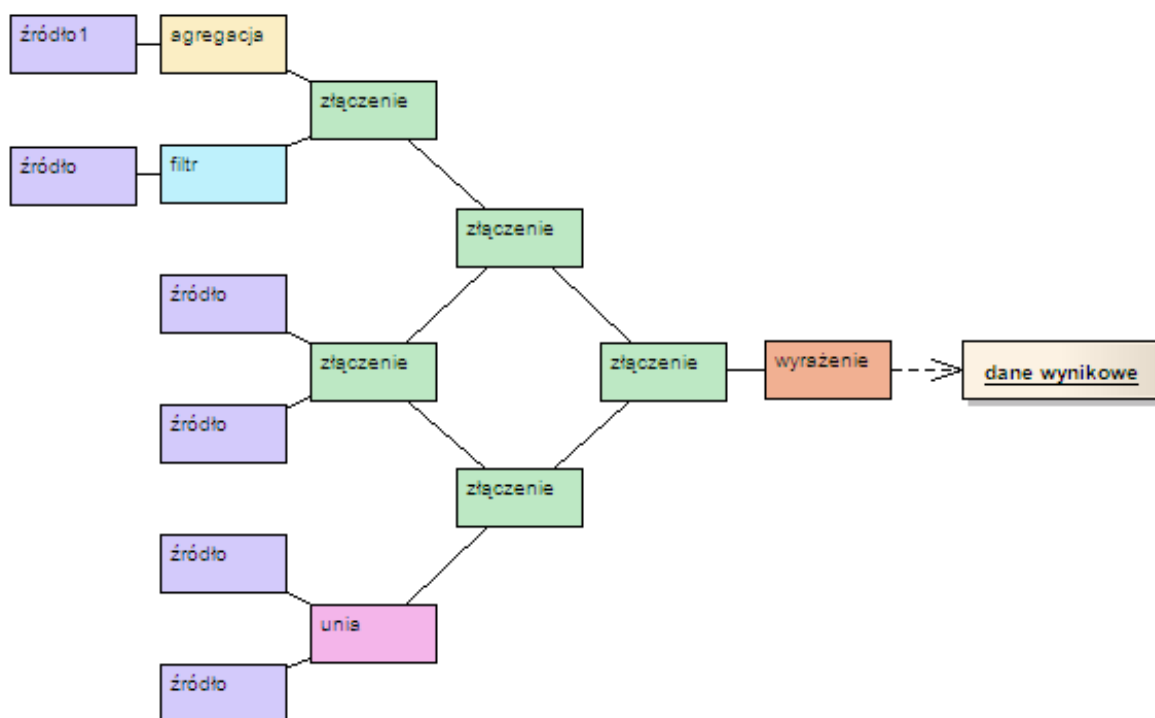 źródło1
agregacja
złączenie
źródło
filtr
złączenie
źródło
złączenie
złączenie
wyrażenie
dane wynikowe
źródło
złączenie
źródło
unia
źródło